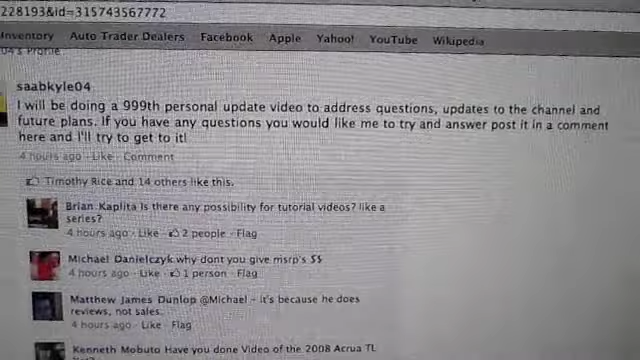 228193&id=315743567772
Inventory Auto Trader Dealers Facebook Apple Yahoo! YouTube Wikipedia
04's Profile
saabkyle04
I will be doing a 999th personal update video to address questions, updates to the channel and
future plans. If you have any questions you would like me to try and answer post it in a comment
here and I'll try to get to it!
4 hours ago · Like · Comment
Timothy Rice and 14 others like this.
Brian Kaplita Is there any possibility for tutorial videos? like a
series?
4 hours ago · Like · 2 people · Flag
Michael Danielczyk why dont you give msrp's $$
4 hours ago · Like · 1 person · Flag
Matthew James Dunlop @Michael - it's because he does
reviews, not sales.
4 hours ago · Like · Flag
Kenneth Mobuto Have you done Video of the 2008 Acrua TL